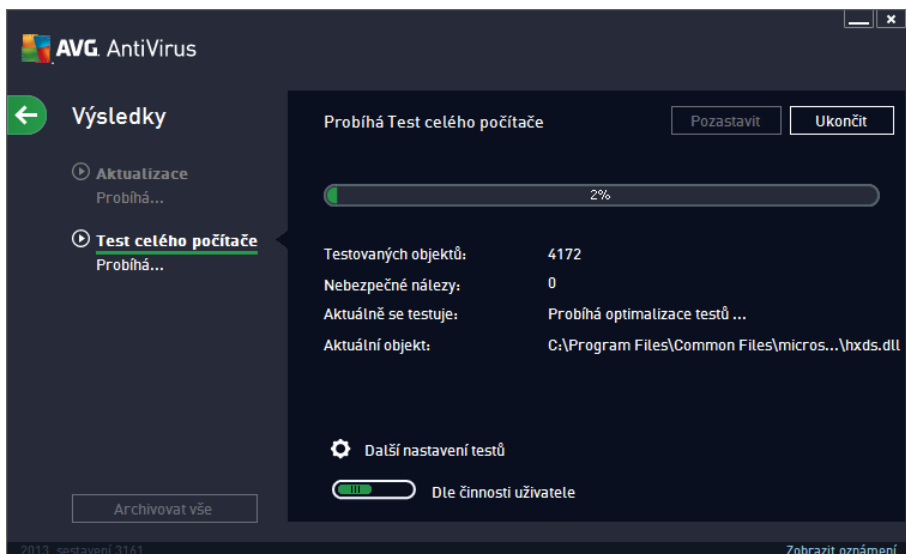 AVG AntiVirus
Výsledky
Aktualizace
Probíhá...
Test celého počítače
Probíhá...
Archivovat vše
Probíhá Test celého počítače
Pozastavit
Ukončit
2%
Testovaných objektů: 4172
Nebezpečné nálezy: 0
Aktuálně se testuje: Probíhá optimalizace testů ...
Aktuální objekt: C:\Program Files\Common Files\micros...\hxds.dll
Další nastavení testů
Dle činnosti uživatele
2013 sestavení 3161
Zobrazit oznámení